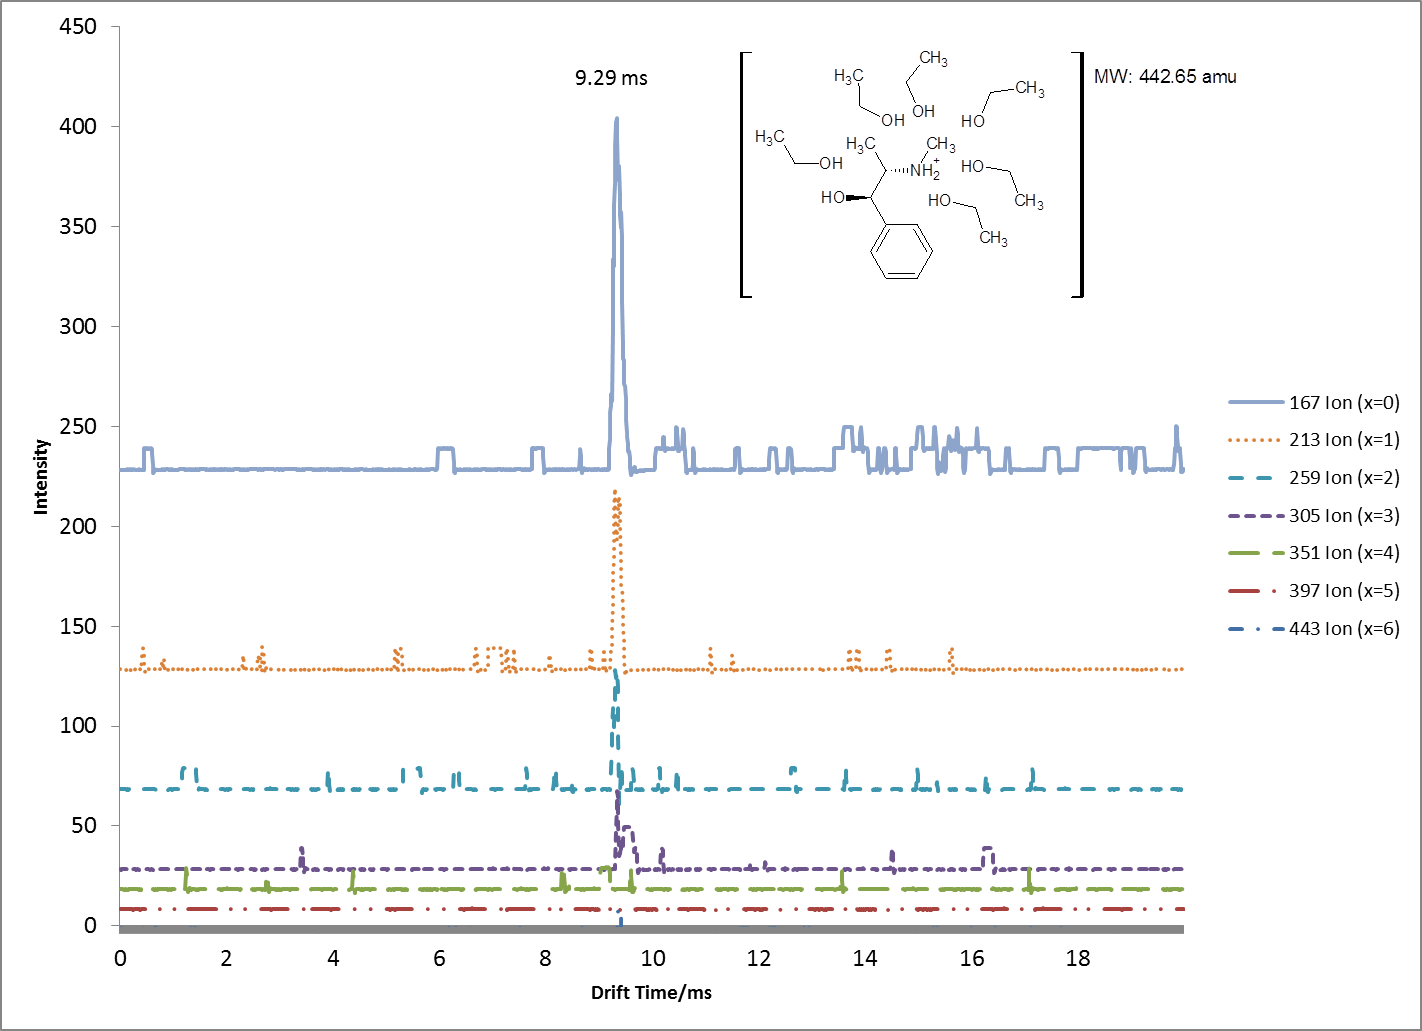 450
400
350
300
250
200
150
100
50
0
Intensity
0 2 4 6 8 10 12 14 16 18
Drift Time/ms
9.29 ms
MW: 442.65 amu
CH3
H3C
OH
OH
CH3
HO
H3C
OH
H3C
CH3
NH2+
HO
CH3
HO
HO
CH3
167 Ion (x=0)
213 Ion (x=1)
259 Ion (x=2)
305 Ion (x=3)
351 Ion (x=4)
397 Ion (x=5)
443 Ion (x=6)